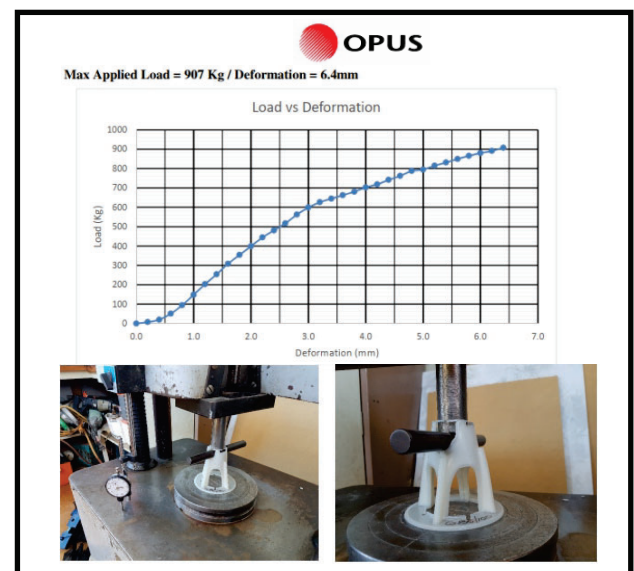 OPUS
Max Applied Load = 907 Kg / Deformation = 6.4mm
Load vs Deformation
1000
900
800
700
600
500
400
300
200
100
0
Load (Kg)
0.0 1.0 2.0 3.0 4.0 5.0 6.0 7.0
Deformation (mm)